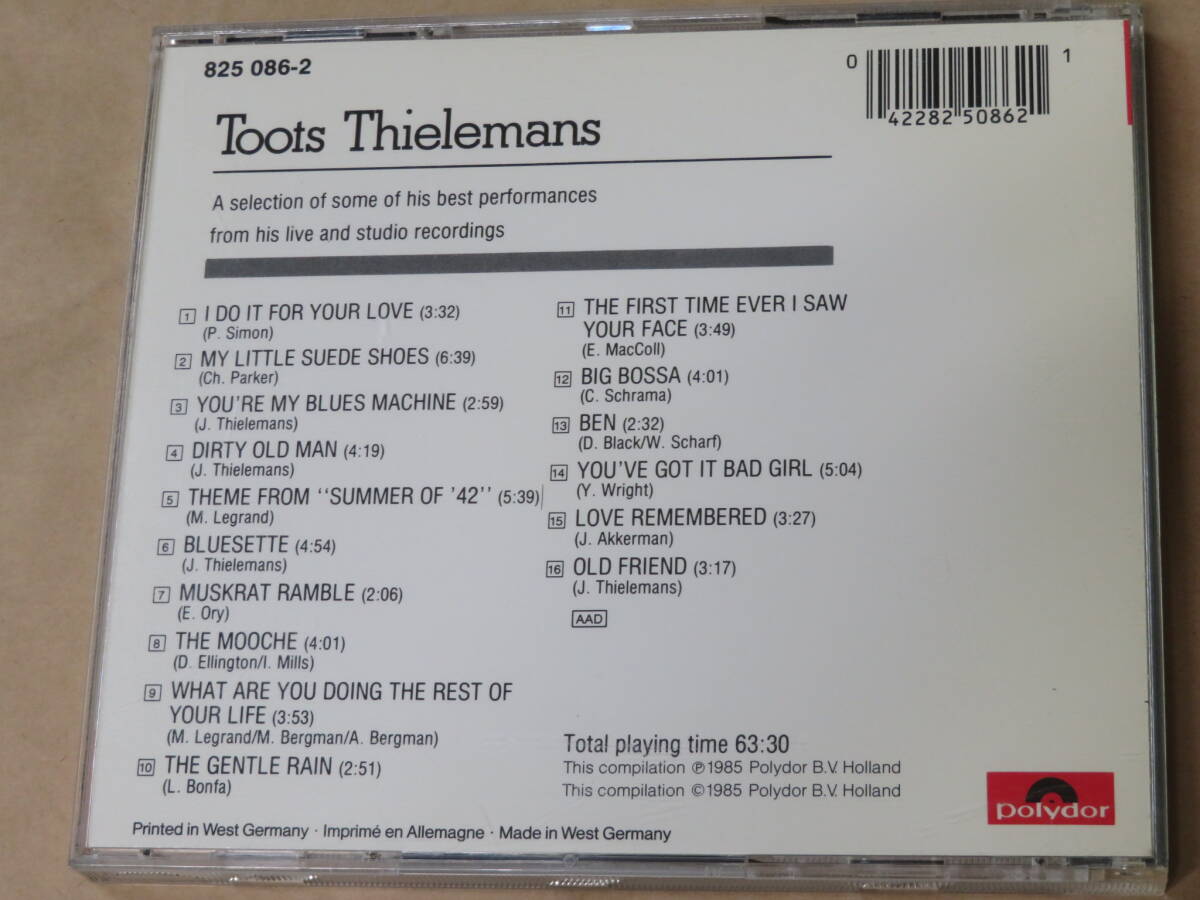 825 086-2
0 42282 50862 1
Toots Thielemans
A selection of some of his best performances
from his live and studio recordings
1 I DO IT FOR YOUR LOVE (3:32)
(P. Simon)
2 MY LITTLE SUEDE SHOES (6:39)
(Ch. Parker)
3 YOU'RE MY BLUES MACHINE (2:59)
(J. Thielemans)
4 DIRTY OLD MAN (4:19)
(J. Thielemans)
5 THEME FROM "SUMMER OF '42" (5:39)
(M. Legrand)
6 BLUESETTE (4:54)
(J. Thielemans)
7 MUSKRAT RAMBLE (2:06)
(E. Ory)
8 THE MOOCHE (4:01)
(D. Ellington/I. Mills)
9 WHAT ARE YOU DOING THE REST OF
YOUR LIFE (3:53)
(M. Legrand/M. Bergman/A. Bergman)
10 THE GENTLE RAIN (2:51)
(L. Bonfa)
11 THE FIRST TIME EVER I SAW
YOUR FACE (3:49)
(E. MacColl)
12 BIG BOSSA (4:01)
(C. Schrama)
13 BEN (2:32)
(D. Black/W. Scharf)
14 YOU'VE GOT IT BAD GIRL (5:04)
(Y. Wright)
15 LOVE REMEMBERED (3:27)
(J. Akkerman)
16 OLD FRIEND (3:17)
(J. Thielemans)
AAD
Total playing time 63:30
This compilation ℗1985 Polydor B.V. Holland
This compilation ©1985 Polydor B.V. Holland
polydor
Printed in West Germany · Imprimé en Allemagne · Made in West Germany